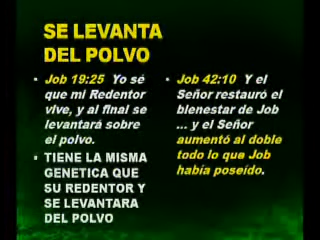 SE LEVANTA
DEL POLVO
• Job 19:25 Yo sé
que mi Redentor
vive, y al final se
levantará sobre
el polvo.
• TIENE LA MISMA
GENETICA QUE
SU REDENTOR Y
SE LEVANTARA
DEL POLVO
• Job 42:10 Y el
Señor restauró el
bienestar de Job
... y el Señor
aumentó al doble
todo lo que Job
había poseído.